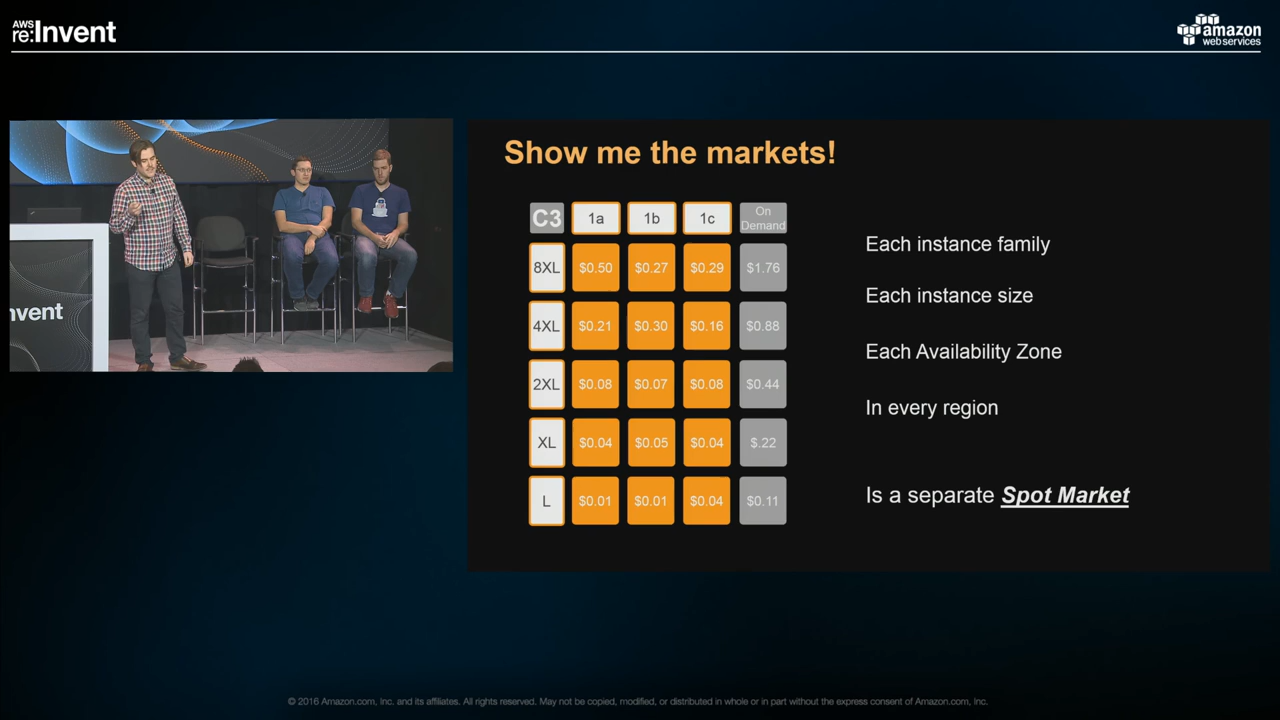 AWS
re:Invent
amazon
web services
nvent
Show me the markets!
C3 1a 1b 1c On Demand
8XL $0.50 $0.27 $0.29 $1.76
4XL $0.21 $0.30 $0.16 $0.88
2XL $0.08 $0.07 $0.08 $0.44
XL $0.04 $0.05 $0.04 $.22
L $0.01 $0.01 $0.04 $0.11
Each instance family
Each instance size
Each Availability Zone
In every region
Is a separate Spot Market
© 2016 Amazon.com, Inc. and its affiliates. All rights reserved. May not be copied, modified, or distributed in whole or in part without the express consent of Amazon.com, Inc.